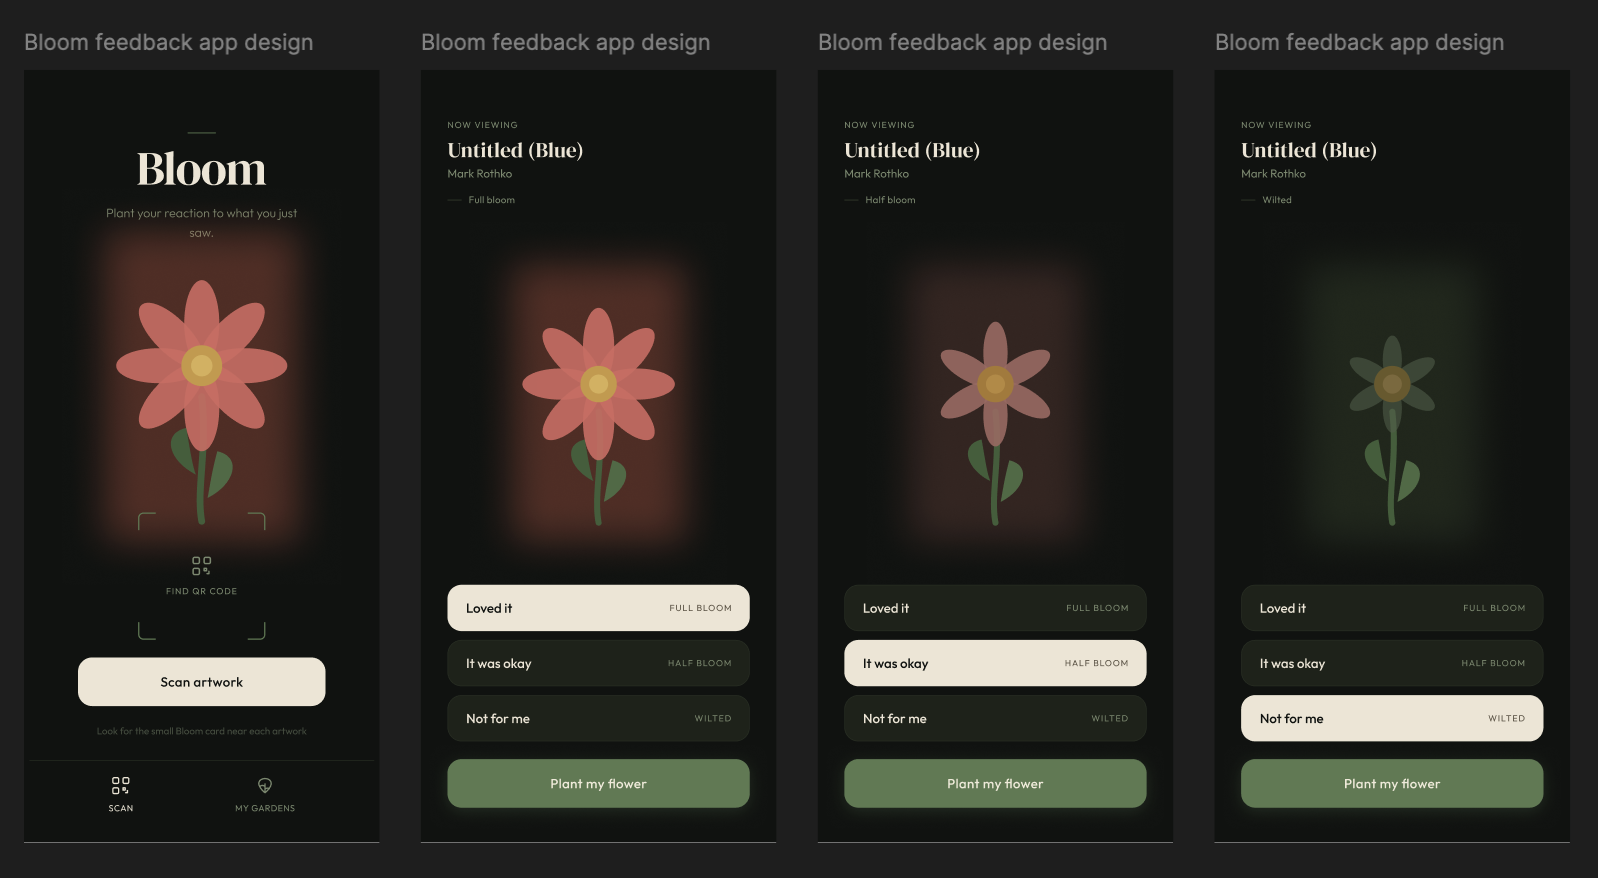 Bloom feedback app design
Bloom
Plant your reaction to what you just
saw.
FIND QR CODE
Scan artwork
Look for the small Bloom card near each artwork
SCAN
MY GARDENS
Bloom feedback app design
NOW VIEWING
Untitled (Blue)
Mark Rothko
Full bloom
Loved it FULL BLOOM
It was okay HALF BLOOM
Not for me WILTED
Plant my flower
Bloom feedback app design
NOW VIEWING
Untitled (Blue)
Mark Rothko
Half bloom
Loved it FULL BLOOM
It was okay HALF BLOOM
Not for me WILTED
Plant my flower
Bloom feedback app design
NOW VIEWING
Untitled (Blue)
Mark Rothko
Wilted
Loved it FULL BLOOM
It was okay HALF BLOOM
Not for me WILTED
Plant my flower